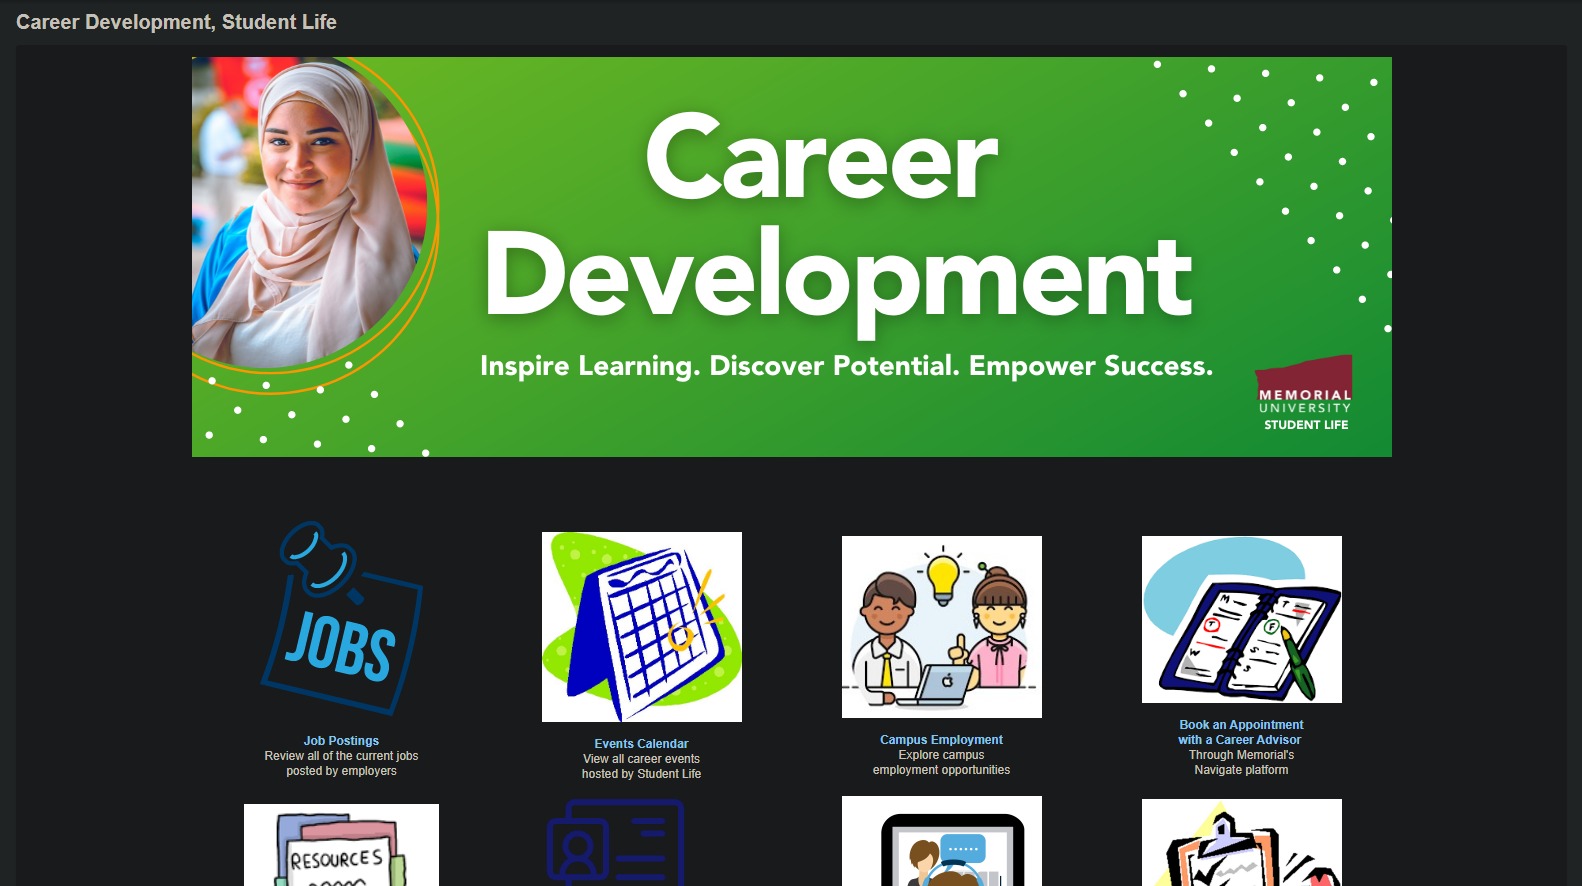 Career Development, Student Life
Career
Development
Inspire Learning. Discover Potential. Empower Success.
MEMORIAL
UNIVERSITY
STUDENT LIFE
JOBS
M
T
T
F
W
S
S
Job Postings
Review all of the current jobs
posted by employers
Events Calendar
View all career events
hosted by Student Life
Campus Employment
Explore campus
employment opportunities
Book an Appointment
with a Career Advisor
Through Memorial's
Navigate platform
RESOURCES